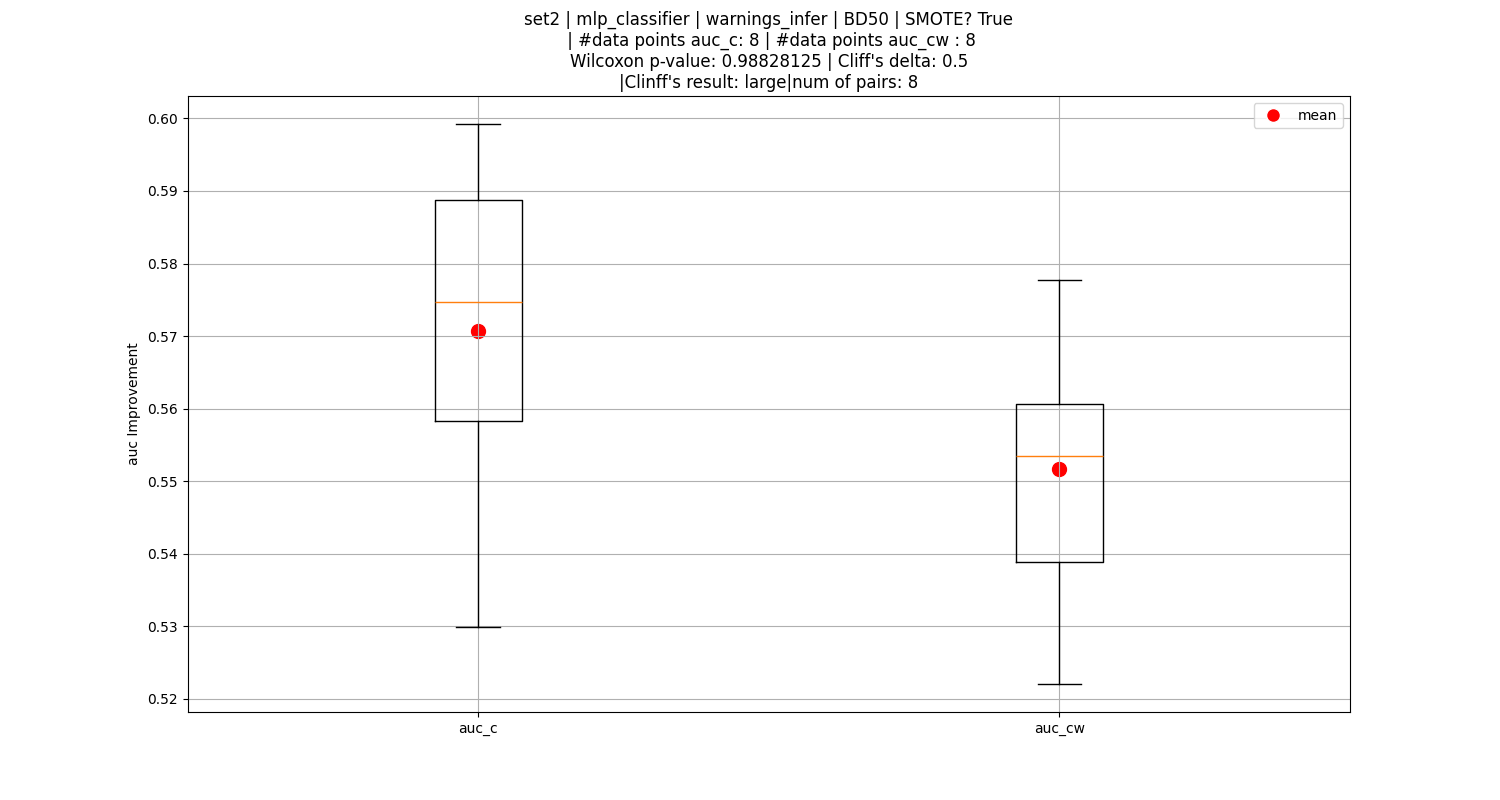 set2 | mlp_classifier | warnings_infer | BD50 | SMOTE? True
| #data points auc_c: 8 | #data points auc_cw : 8
Wilcoxon p-value: 0.98828125 | Cliff's delta: 0.5
|Clinff's result: large|num of pairs: 8
mean
auc Improvement
0.60
0.59
0.58
0.57
0.56
0.55
0.54
0.53
0.52
auc_c
auc_cw